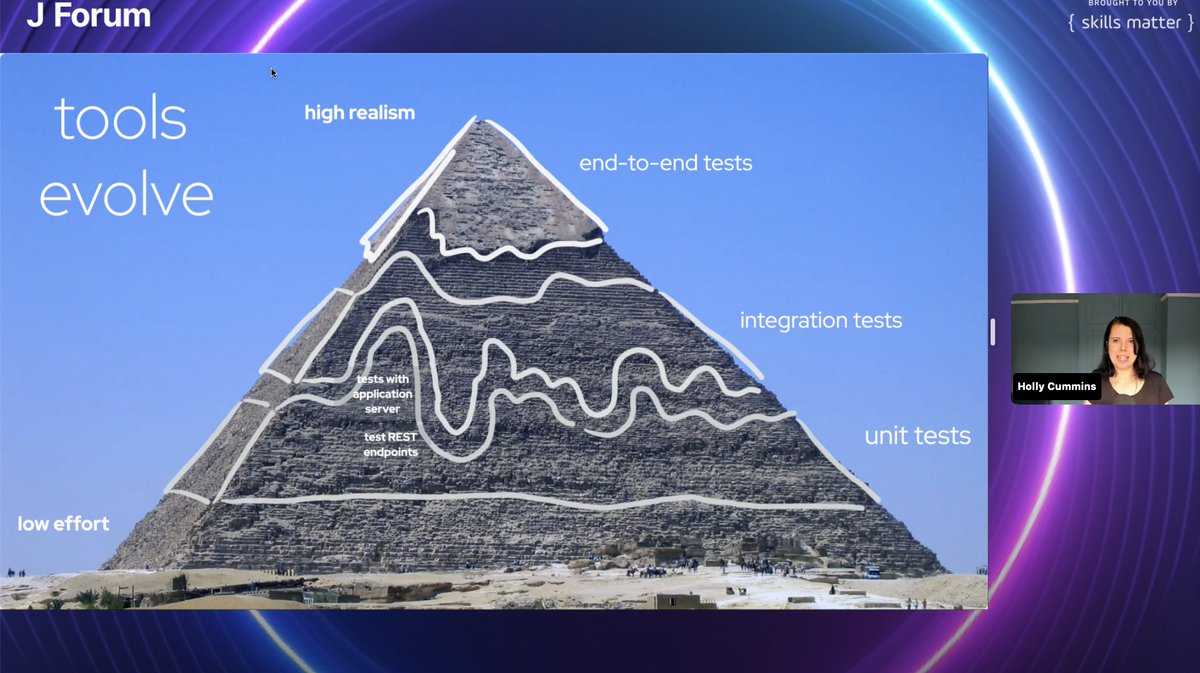 J Forum
BROUGHT TO YOU BY
{ skills matter }
tools
evolve
high realism
end-to-end tests
integration tests
tests with
application
server
test REST
endpoints
unit tests
low effort
Holly Cummins